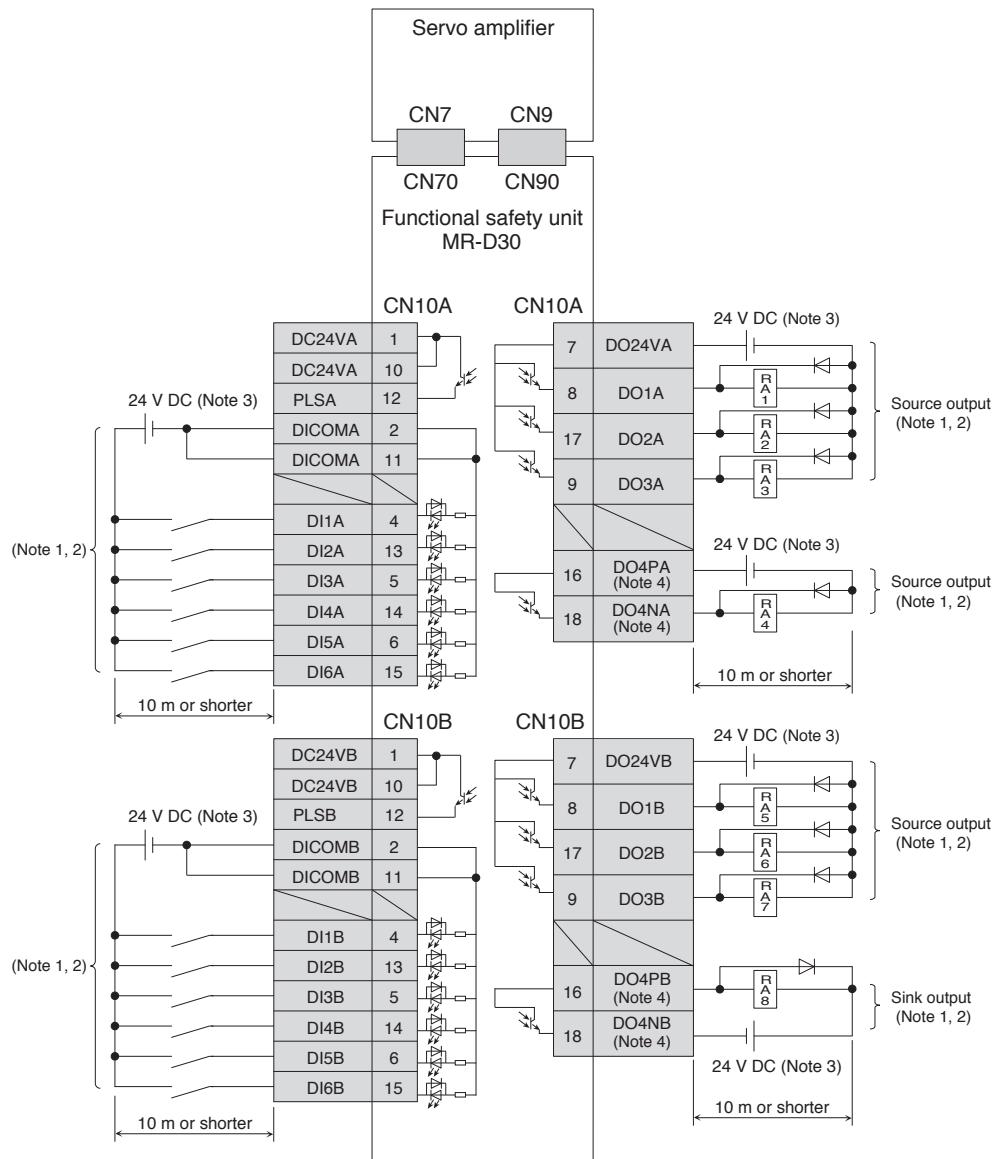 Servo amplifier
CN7 CN9
CN70 CN90
Functional safety unit
MR-D30
CN10A
DC24VA 1
DC24VA 10
PLSA 12
24 V DC (Note 3)
DICOMA 2
DICOMA 11
DI1A 4
DI2A 13
(Note 1, 2)
DI3A 5
DI4A 14
DI5A 6
DI6A 15
10 m or shorter
CN10A
24 V DC (Note 3)
7 DO24VA
8 DO1A
RA1
17 DO2A
RA2
9 DO3A
RA3
Source output
(Note 1, 2)
24 V DC (Note 3)
16 DO4PA
(Note 4)
18 DO4NA
(Note 4)
RA4
Source output
(Note 1, 2)
10 m or shorter
CN10B
DC24VB 1
DC24VB 10
PLSB 12
24 V DC (Note 3)
DICOMB 2
DICOMB 11
DI1B 4
DI2B 13
(Note 1, 2)
DI3B 5
DI4B 14
DI5B 6
DI6B 15
10 m or shorter
CN10B
24 V DC (Note 3)
7 DO24VB
8 DO1B
RA5
17 DO2B
RA6
9 DO3B
RA7
Source output
(Note 1, 2)
16 DO4PB
(Note 4)
RA8
18 DO4NB
(Note 4)
Sink output
(Note 1, 2)
24 V DC (Note 3)
10 m or shorter